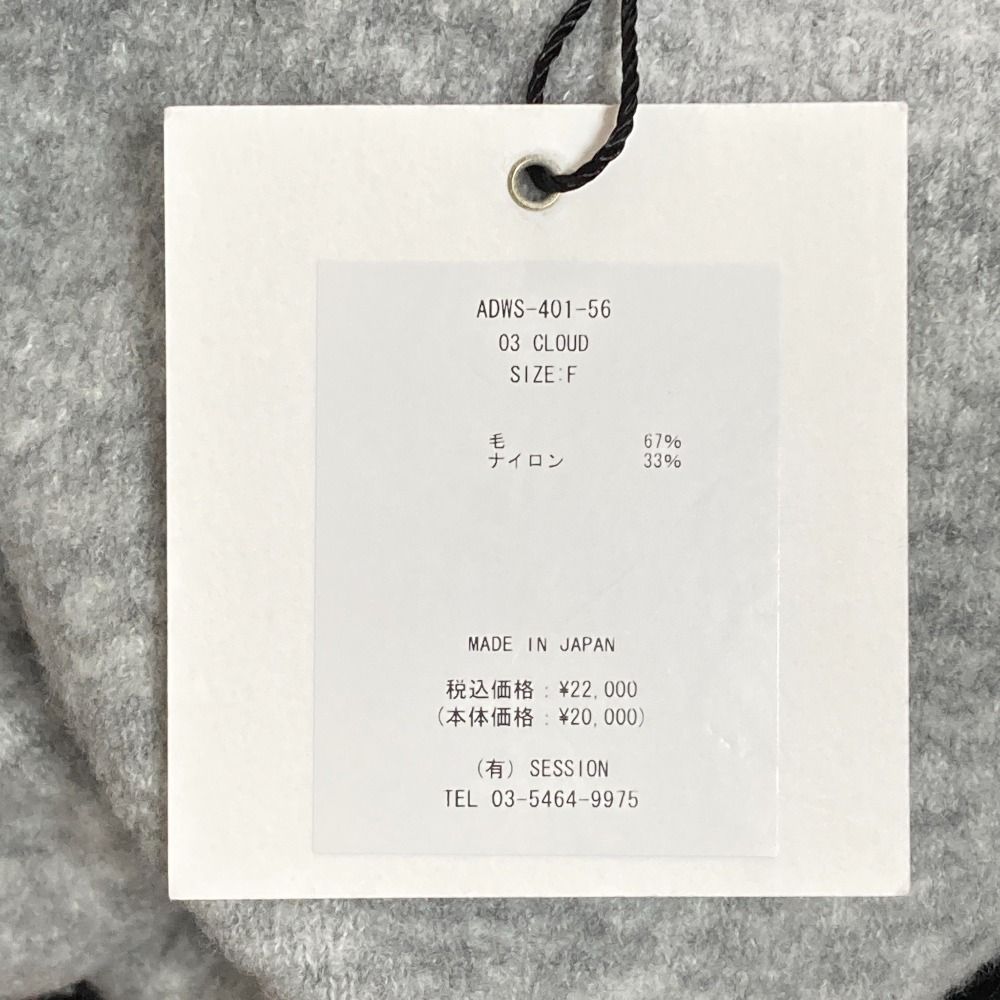 ADWS-401-56
03 CLOUD
SIZE:F
毛 67%
ナイロン 33%
MADE IN JAPAN
税込価格：¥22,000
(本体価格：¥20,000)
(有) SESSION
TEL 03-5464-9975